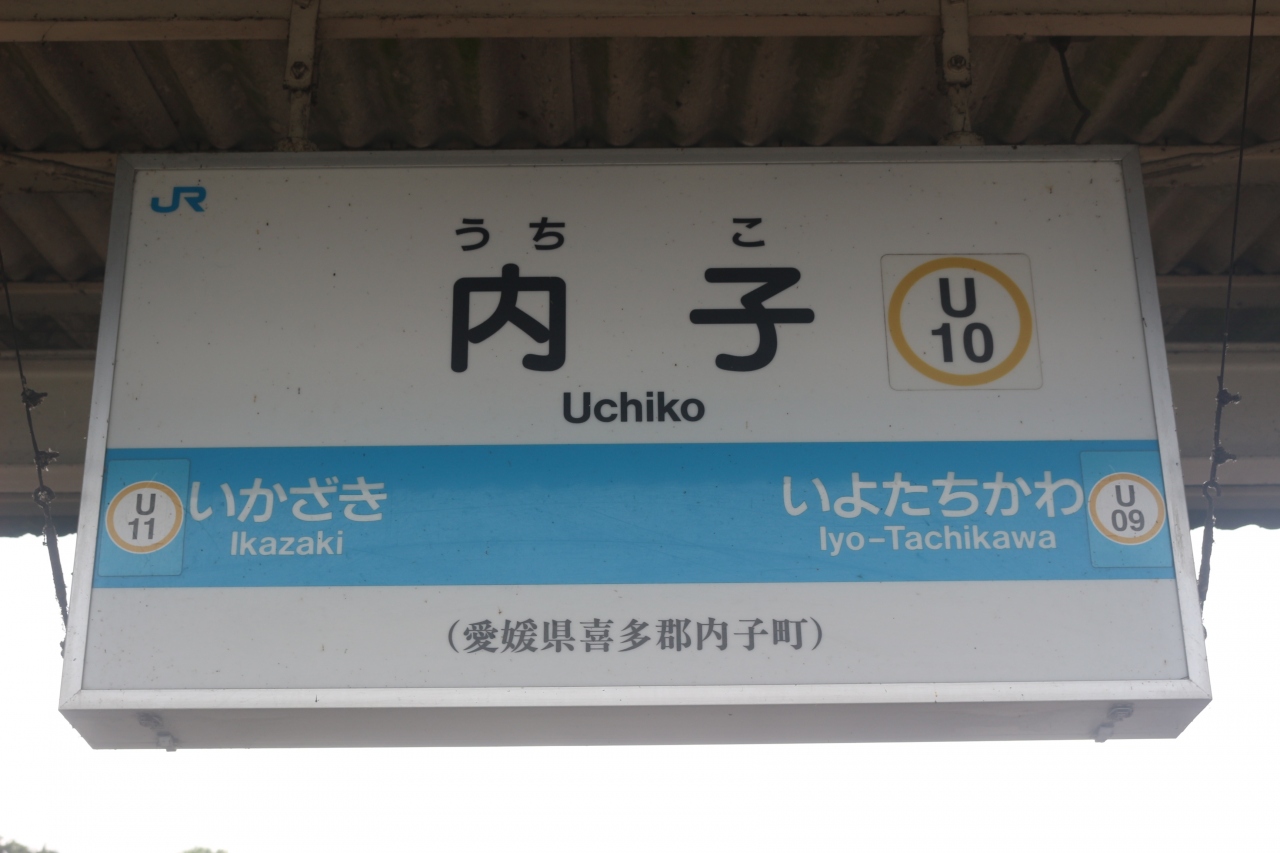 JR
うちこ
内子
U
10
Uchiko
U
11
いかざき
Ikazaki
いよたちかわ
Iyo-Tachikawa
U
09
(愛媛県喜多郡内子町)